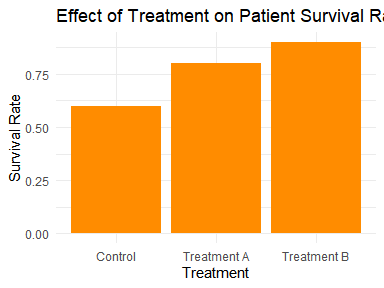 Effect of Treatment on Patient Survival Ra
0.75
0.50
0.25
0.00
Survival Rate
Control
Treatment A
Treatment B
Treatment